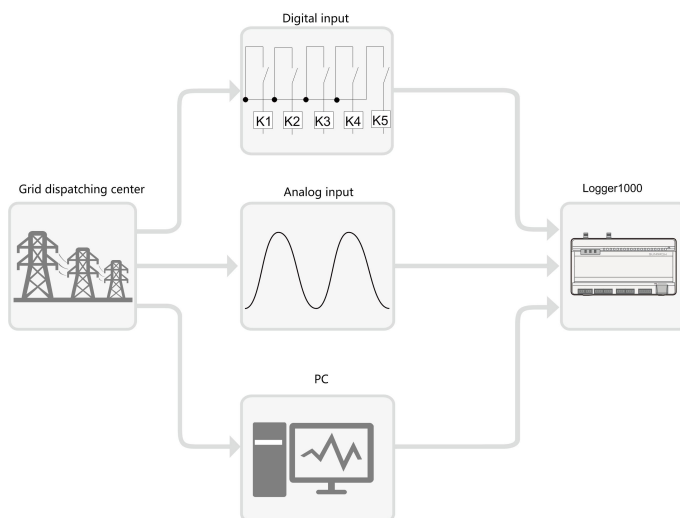 Digital input
K1 K2 K3 K4 K5
Grid dispatching center
Analog input
Logger1000
PC